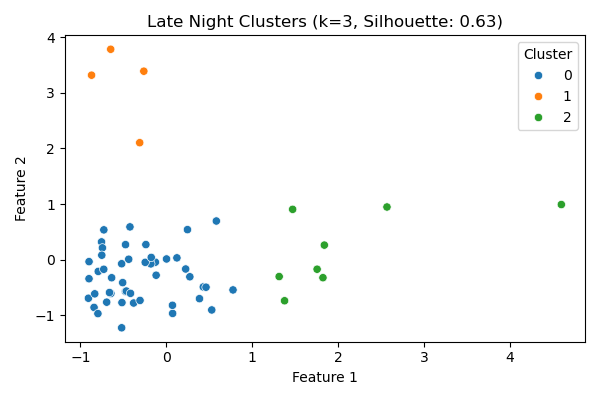 Late Night Clusters (k=3, Silhouette: 0.63)
Cluster
0
1
2
4
3
2
1
0
−1
Feature 2
−1 0 1 2 3 4
Feature 1